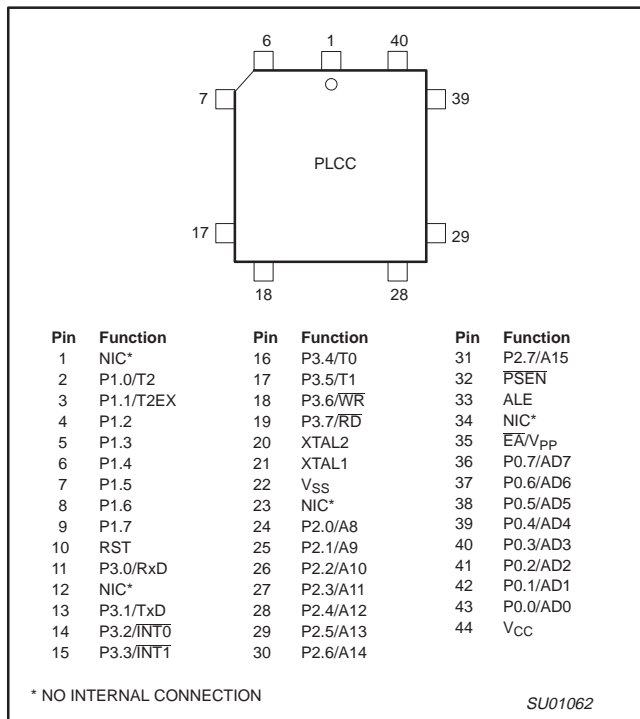 6 1 40
7 39
PLCC
17 29
18 28
Pin Function Pin Function Pin Function
1 NIC* 16 P3.4/T0 31 P2.7/A15
2 P1.0/T2 17 P3.5/T1 32 P̅S̅E̅N̅
3 P1.1/T2EX 18 P3.6/W̅R̅ 33 ALE
4 P1.2 19 P3.7/R̅D̅ 34 NIC*
5 P1.3 20 XTAL2 35 E̅A̅/VPP
6 P1.4 21 XTAL1 36 P0.7/AD7
7 P1.5 22 VSS 37 P0.6/AD6
8 P1.6 23 NIC* 38 P0.5/AD5
9 P1.7 24 P2.0/A8 39 P0.4/AD4
10 RST 25 P2.1/A9 40 P0.3/AD3
11 P3.0/RxD 26 P2.2/A10 41 P0.2/AD2
12 NIC* 27 P2.3/A11 42 P0.1/AD1
13 P3.1/TxD 28 P2.4/A12 43 P0.0/AD0
14 P3.2/I̅N̅T̅0̅ 29 P2.5/A13 44 VCC
15 P3.3/I̅N̅T̅1̅ 30 P2.6/A14
* NO INTERNAL CONNECTION
SU01062